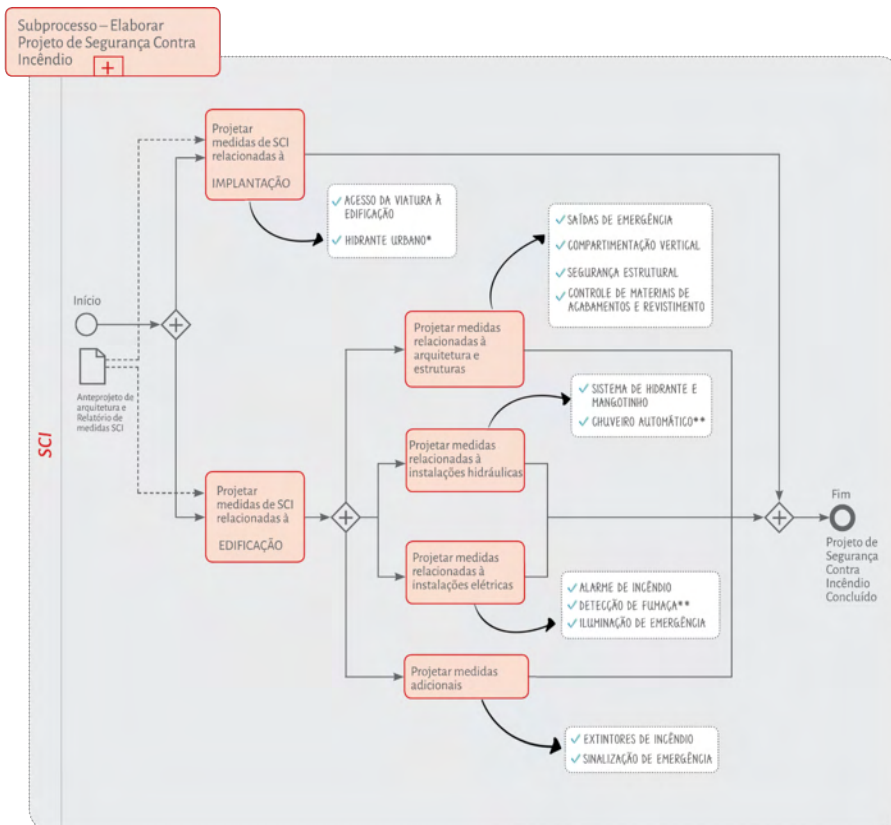 Subprocesso – Elaborar
Projeto de Segurança Contra
Incêndio
SCI
Início
Anteprojeto de
arquitetura e
Relatório de
medidas SCI
Projetar
medidas de SCI
relacionadas à
IMPLANTAÇÃO
ACESSO DA VIATURA À
EDIFICAÇÃO
HIDRANTE URBANO*
Projetar
medidas de SCI
relacionadas à
EDIFICAÇÃO
Projetar medidas
relacionadas à
arquitetura e
estruturas
SAÍDAS DE EMERGÊNCIA
COMPARTIMENTAÇÃO VERTICAL
SEGURANÇA ESTRUTURAL
CONTROLE DE MATERIAIS DE
ACABAMENTOS E REVISTIMENTO
Projetar medidas
relacionadas à
instalações hidráulicas
SISTEMA DE HIDRANTE E
MANGOTINHO
CHUVEIRO AUTOMÁTICO**
Projetar medidas
relacionadas à
instalações elétricas
ALARME DE INCÊNDIO
DETECÇÃO DE FUMAÇA**
ILUMINAÇÃO DE EMERGÊNCIA
Projetar medidas
adicionais
EXTINTORES DE INCÊNDIO
SINALIZAÇÃO DE EMERGÊNCIA
Fim
Projeto de
Segurança
Contra
Incêndio
Concluído